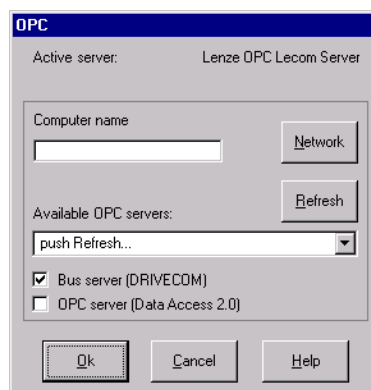 OPC
Active server: Lenze OPC Lecom Server
Computer name
Network
Refresh
Available OPC servers:
push Refresh...
Bus server (DRIVECOM)
OPC server (Data Access 2.0)
Ok Cancel Help